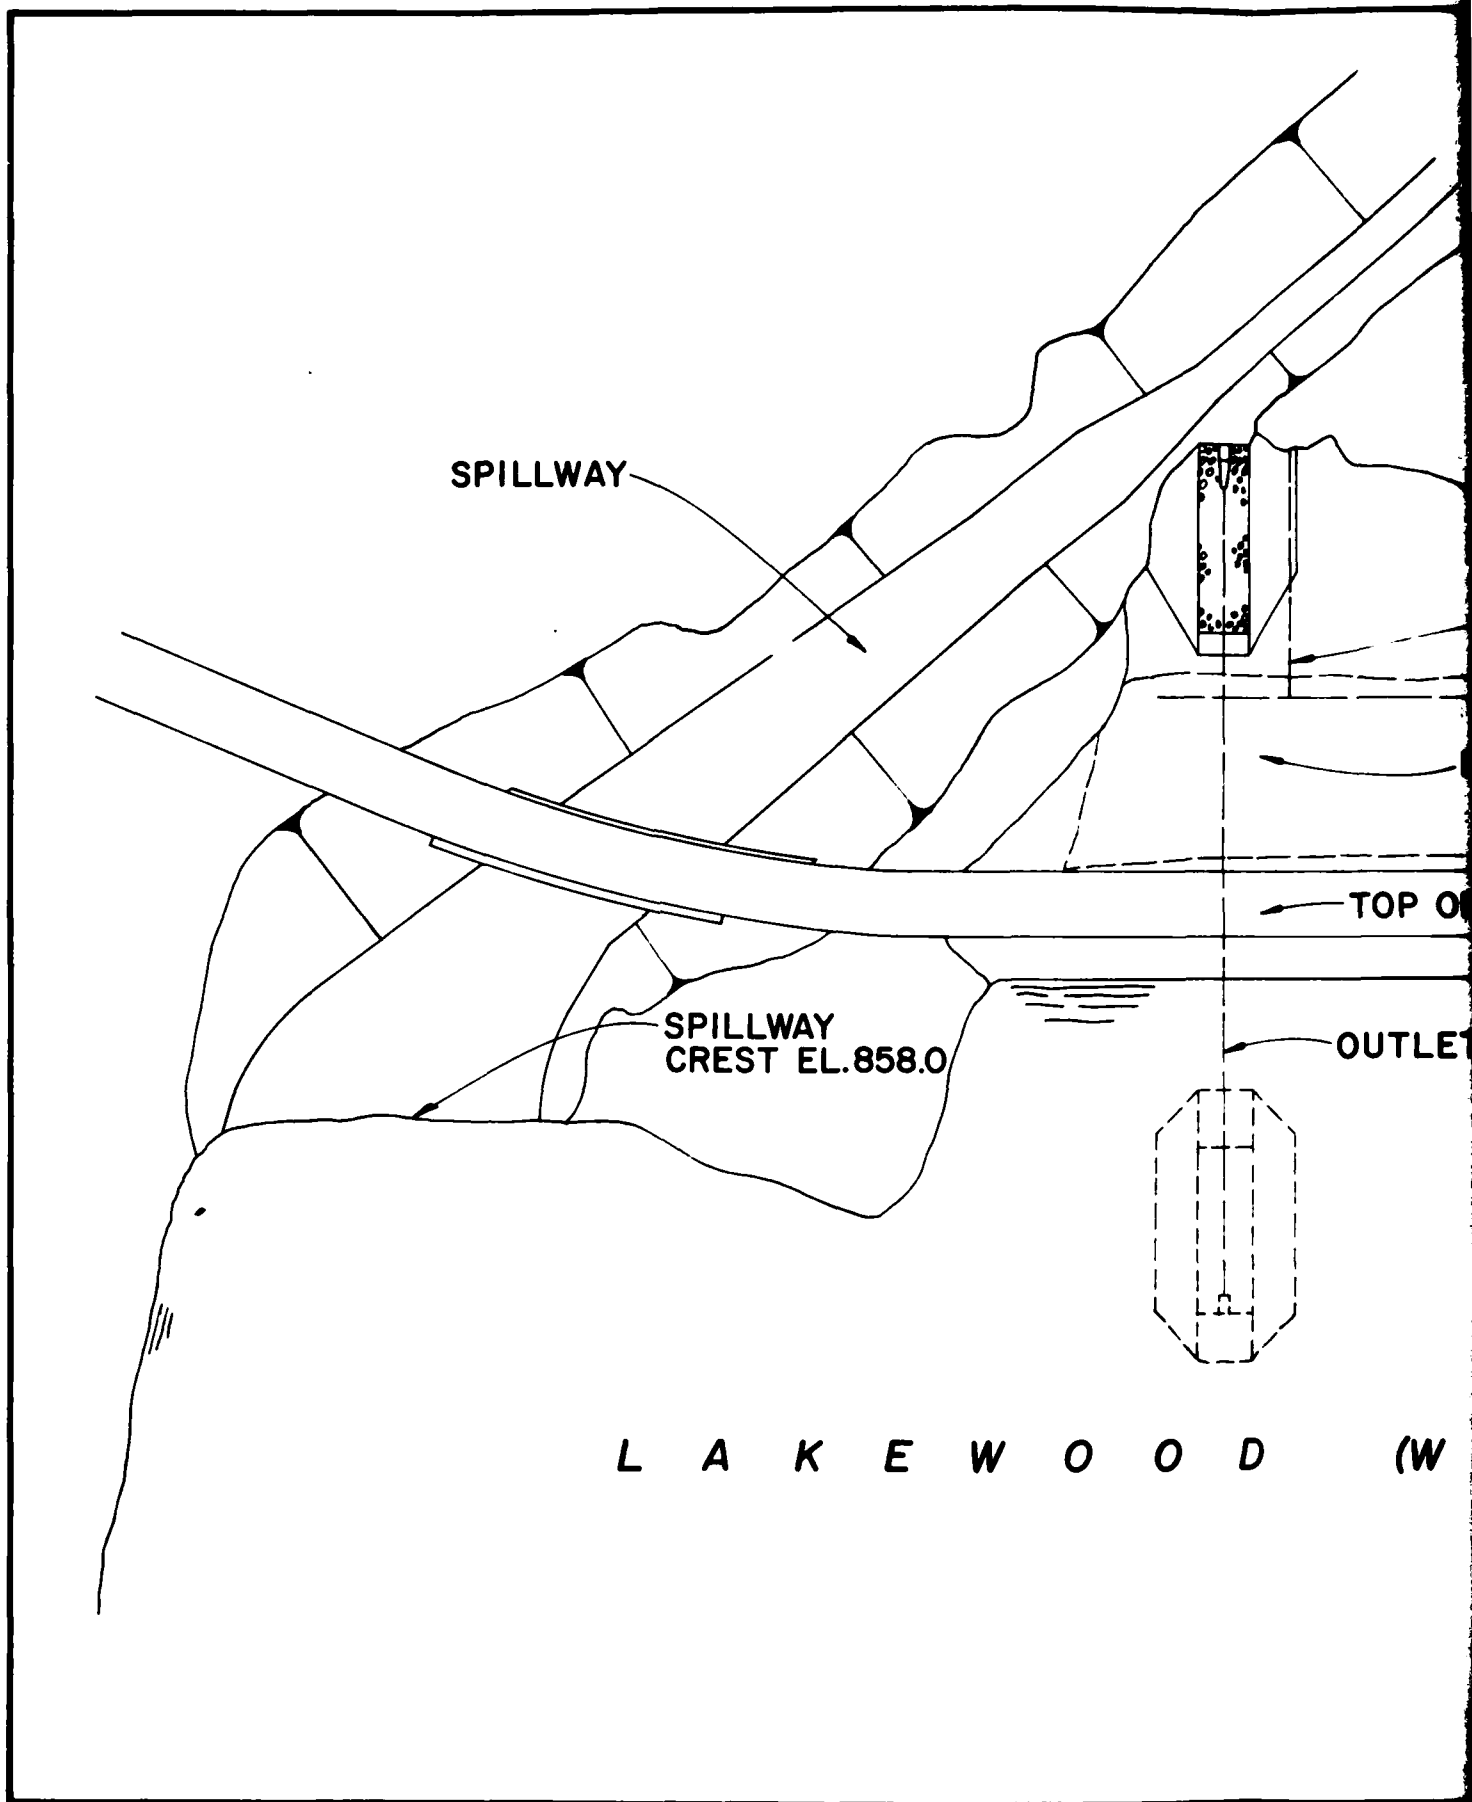 SPILLWAY
TOP O
SPILLWAY
CREST EL. 858.0
OUTLET
L A K E W O O D (W